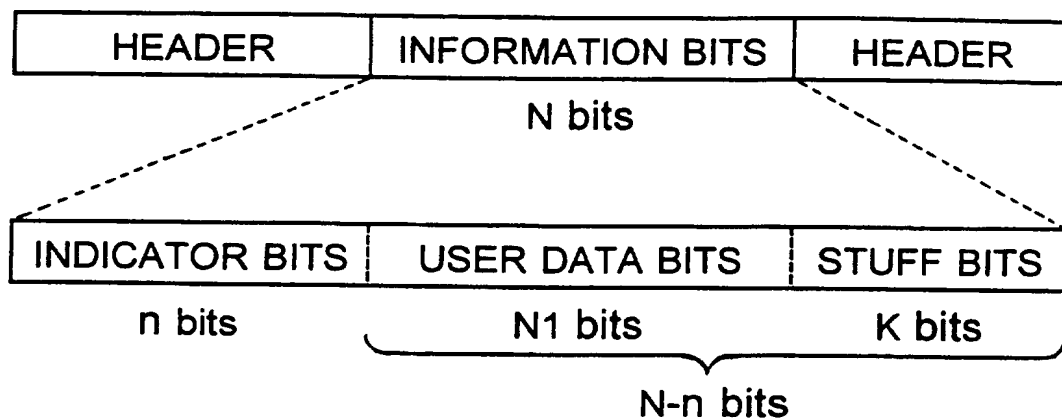 HEADER INFORMATION BITS HEADER
N bits
INDICATOR BITS USER DATA BITS STUFF BITS
n bits N1 bits K bits
N-n bits